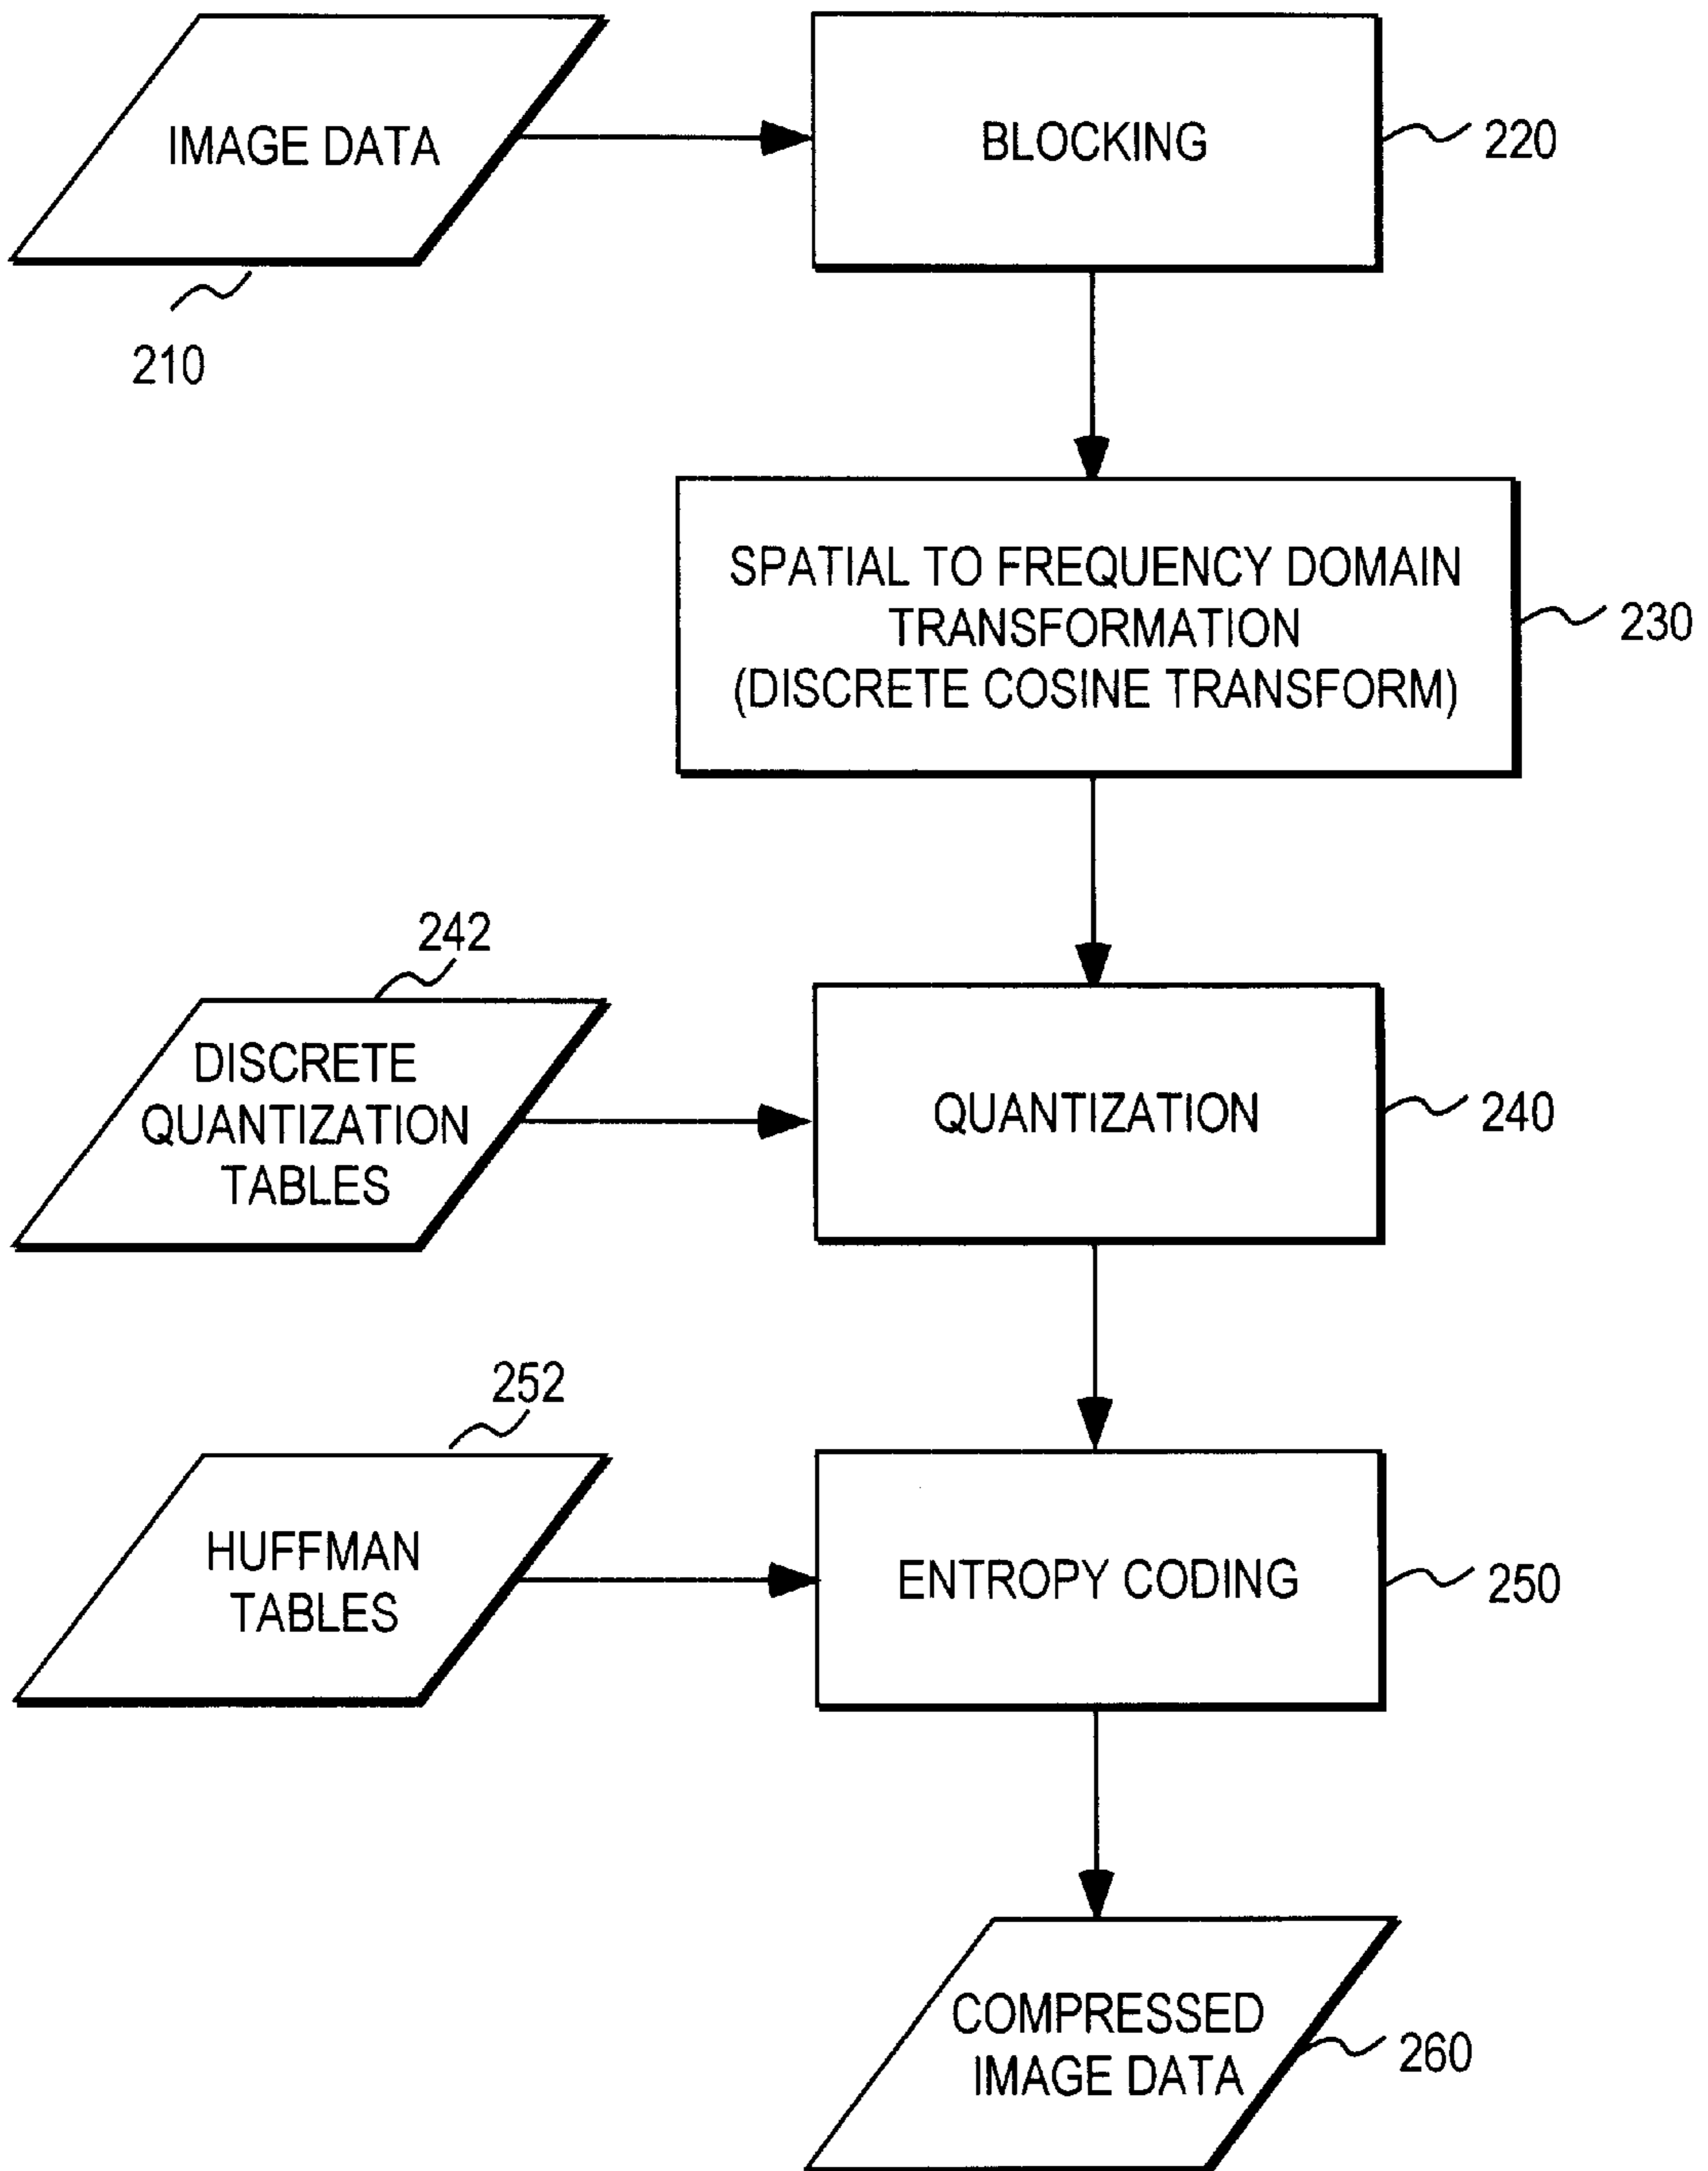 IMAGE DATA
210
BLOCKING
220
SPATIAL TO FREQUENCY DOMAIN
TRANSFORMATION
(DISCRETE COSINE TRANSFORM)
230
242
DISCRETE
QUANTIZATION
TABLES
QUANTIZATION
240
252
HUFFMAN
TABLES
ENTROPY CODING
250
COMPRESSED
IMAGE DATA
260